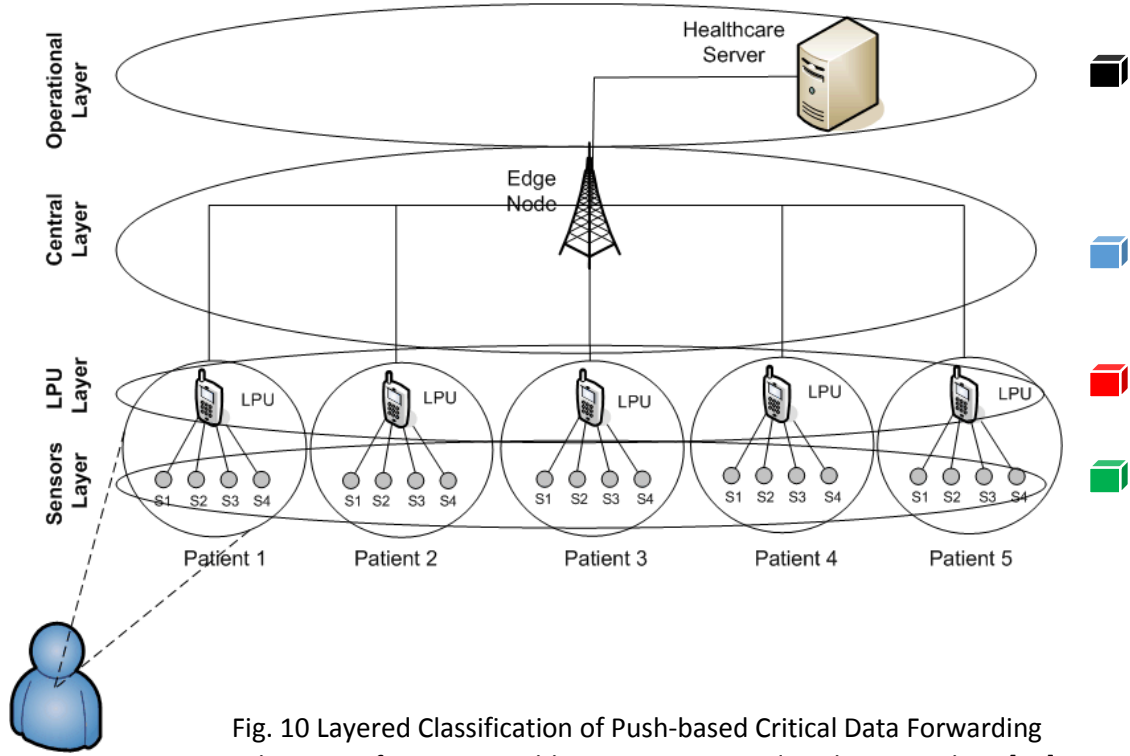 Healthcare
Server
Operational
Layer
Edge
Node
Central
Layer
LPU
Layer
LPU
LPU
LPU
LPU
LPU
Sensors
Layer
S1 S2 S3 S4
S1 S2 S3 S4
S1 S2 S3 S4
S1 S2 S3 S4
S1 S2 S3 S4
Patient 1
Patient 2
Patient 3
Patient 4
Patient 5
Fig. 10 Layered Classification of Push-based Critical Data Forwarding